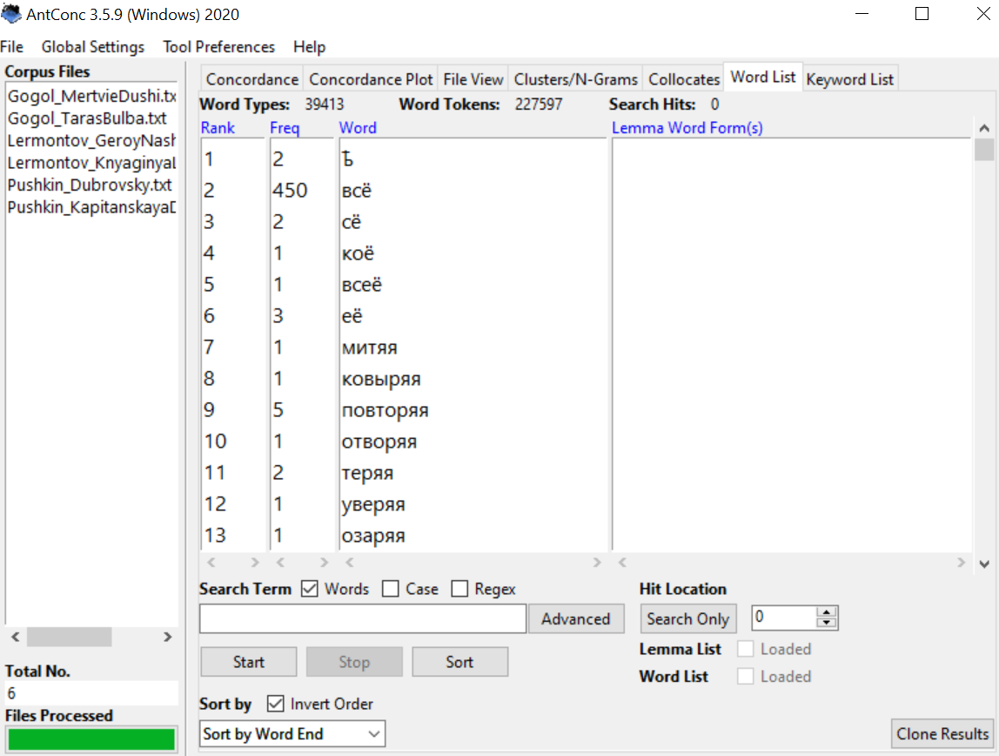 AntConc 3.5.9 (Windows) 2020
File Global Settings Tool Preferences Help
Corpus Files
Gogol_MertvieDushi.tx
Gogol_TarasBulba.txt
Lermontov_GeroyNash
Lermontov_KnyaginyaL
Pushkin_Dubrovsky.txt
Pushkin_KapitanskayaD
Total No.
6
Files Processed
Concordance Concordance Plot File View Clusters/N-Grams Collocates Word List Keyword List
Word Types: 39413 Word Tokens: 227597 Search Hits: 0
Rank Freq Word Lemma Word Form(s)
1 2 Ѣ
2 450 всё
3 2 сё
4 1 коё
5 1 всеё
6 3 её
7 1 митяя
8 1 ковыряя
9 5 повторяя
10 1 отворяя
11 2 теряя
12 1 уверяя
13 1 озаряя
Search Term Words Case Regex Hit Location
Advanced Search Only 0
Lemma List Loaded
Start Stop Sort
Word List Loaded
Sort by Invert Order
Sort by Word End
Clone Results